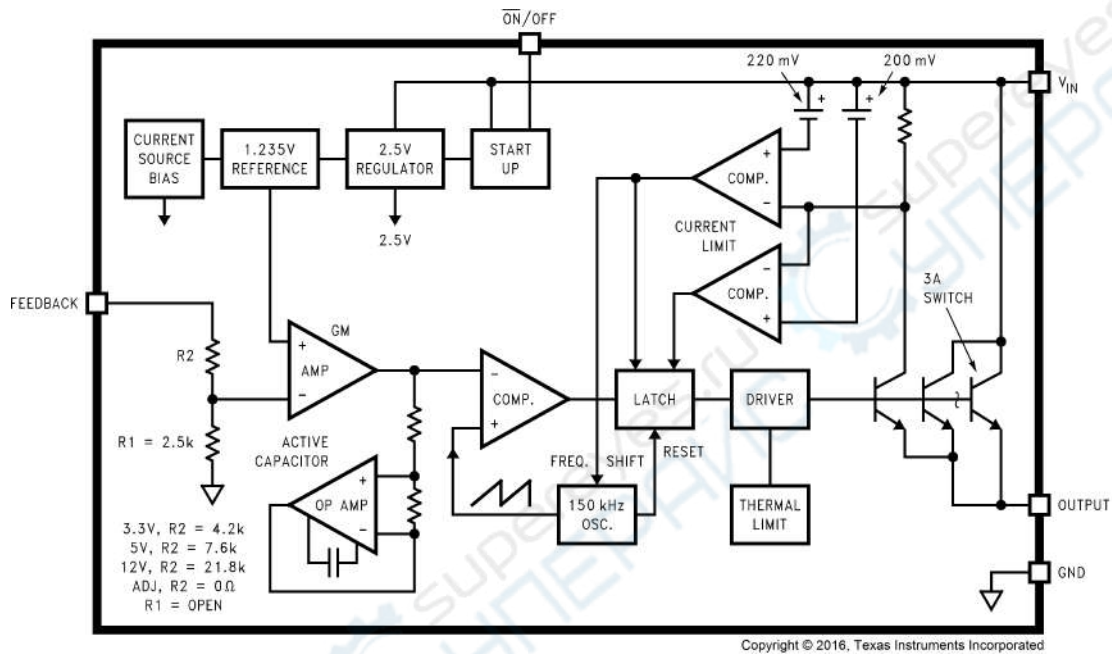 ON/OFF
220 mV
200 mV
V_IN
CURRENT
SOURCE
BIAS
1.235V
REFERENCE
2.5V
REGULATOR
START
UP
2.5V
+
+
+
COMP.
−
CURRENT
LIMIT
−
COMP.
+
3A
SWITCH
FEEDBACK
R2
GM
+
AMP
−
R1 = 2.5k
−
COMP.
+
LATCH
DRIVER
ACTIVE
CAPACITOR
FREQ. SHIFT
RESET
+
OP AMP
−
150 kHz
OSC.
THERMAL
LIMIT
OUTPUT
3.3V, R2 = 4.2k
5V, R2 = 7.6k
12V, R2 = 21.8k
ADJ, R2 = 0Ω
R1 = OPEN
GND
Copyright © 2016, Texas Instruments Incorporated
supereyes.ru